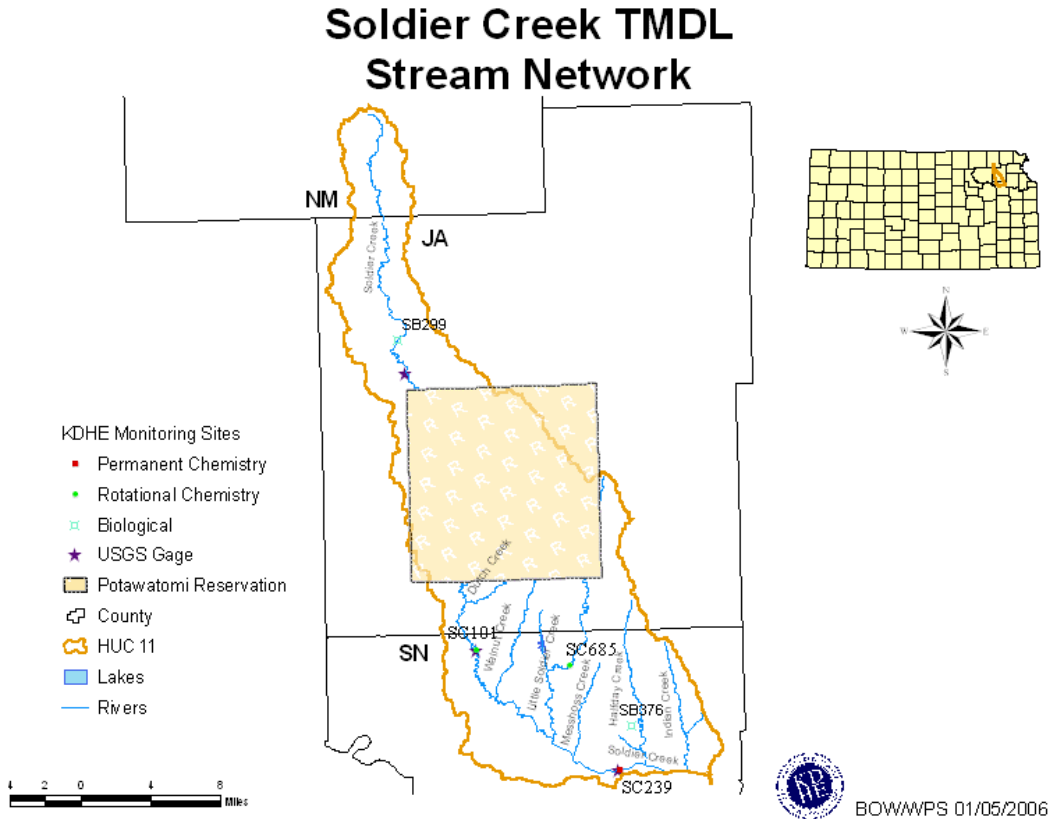 Soldier Creek TMDL
Stream Network
NM
JA
Soldier Creek
SB299
N
W
E
S
KDHE Monitoring Sites
Permanent Chemistry
Rotational Chemistry
Biological
USGS Gage
Potawatomi Reservation
County
HUC 11
Lakes
Rivers
Dutch Creek
SC101
SN
Walnut Creek
Little Soldier Creek
SC685
Messhoss Creek
Halfday Creek
Indian Creek
SB376
Soldier Creek
SC239
4 2 0 4 8
Miles
KDHE
BOW/WPS 01/05/2006